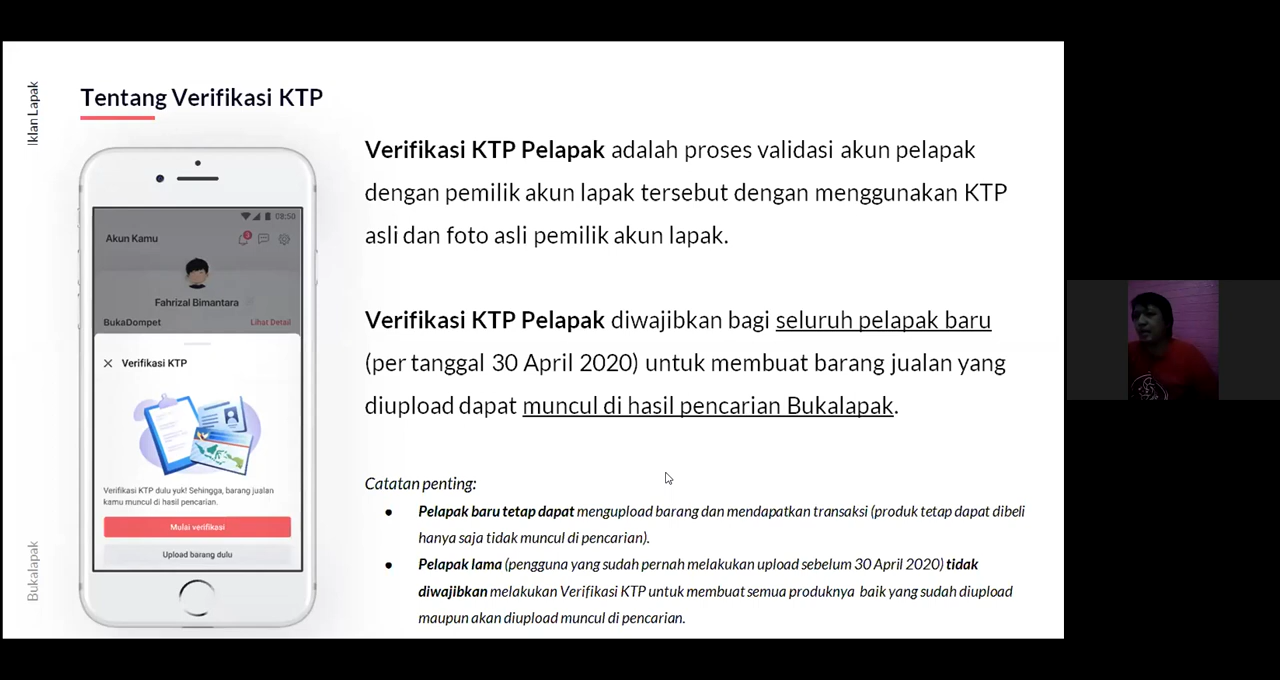 Iklan Lapak
Tentang Verifikasi KTP
08:50
Akun Kamu
3
Fahrizal Bimantara
BukaDompet Lihat Detail
Verifikasi KTP
Verifikasi KTP dulu yuk! Sehingga, barang jualan
kamu muncul di hasil pencarian.
Mulai verifikasi
Upload barang dulu
Bukalapak
Verifikasi KTP Pelapak adalah proses validasi akun pelapak
dengan pemilik akun lapak tersebut dengan menggunakan KTP
asli dan foto asli pemilik akun lapak.
Verifikasi KTP Pelapak diwajibkan bagi seluruh pelapak baru
(per tanggal 30 April 2020) untuk membuat barang jualan yang
diupload dapat muncul di hasil pencarian Bukalapak.
Catatan penting:
● Pelapak baru tetap dapat mengupload barang dan mendapatkan transaksi (produk tetap dapat dibeli
hanya saja tidak muncul di pencarian).
● Pelapak lama (pengguna yang sudah pernah melakukan upload sebelum 30 April 2020) tidak
diwajibkan melakukan Verifikasi KTP untuk membuat semua produknya baik yang sudah diupload
maupun akan diupload muncul di pencarian.